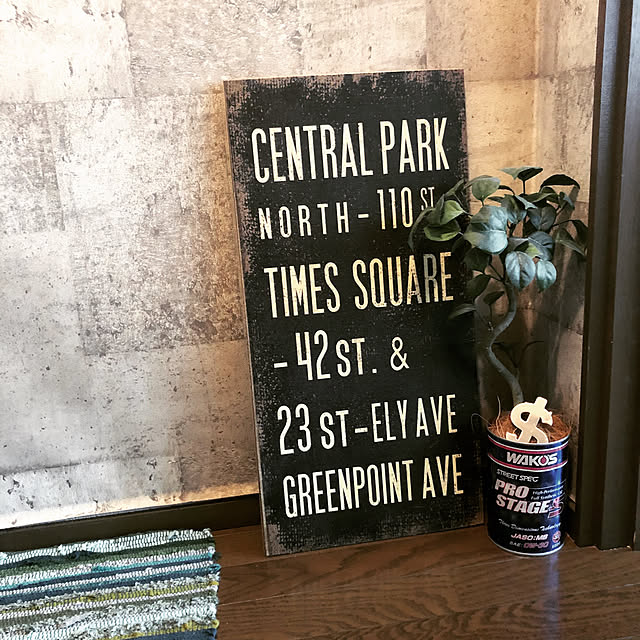 CENTRAL PARK
NORTH - 110 ST.
TIMES SQUARE
- 42 ST. &
23 ST - ELY AVE
GREENPOINT AVE
$
WAKO'S
STREET SPEC
PRO
STAGE
JASO:MB